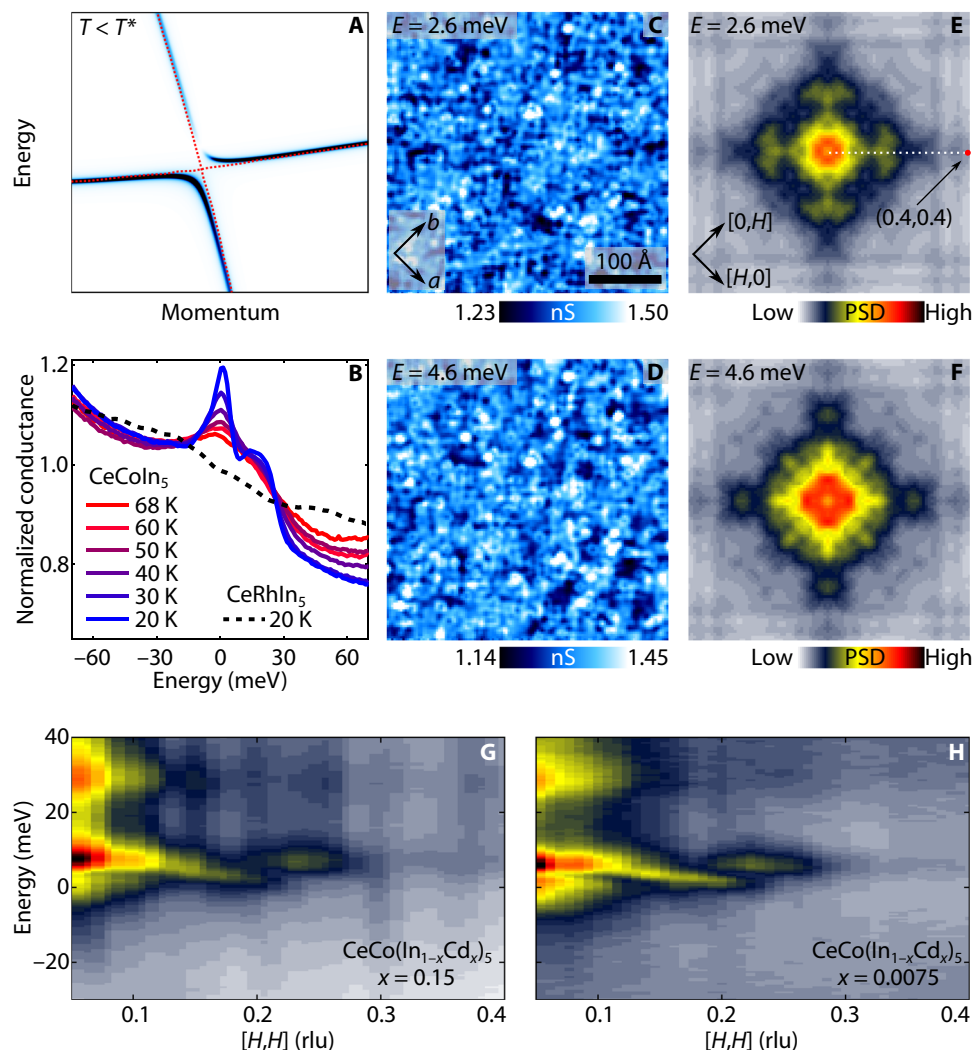 T < T*
A
Energy
Momentum
E = 2.6 meV
C
b
a
100 Å
1.23
nS
1.50
E = 2.6 meV
E
[0,H]
[H,0]
(0.4,0.4)
Low
PSD
High
B
1.2
1.0
0.8
Normalized conductance
CeCoIn5
68 K
60 K
50 K
40 K
30 K
20 K
CeRhIn5
20 K
−60
−30
0
30
60
Energy (meV)
E = 4.6 meV
D
1.14
nS
1.45
E = 4.6 meV
F
Low
PSD
High
G
40
20
0
−20
Energy (meV)
CeCo(In1–xCdx)5
x = 0.15
0.1
0.2
0.3
0.4
[H,H] (rlu)
H
CeCo(In1–xCdx)5
x = 0.0075
0.1
0.2
0.3
0.4
[H,H] (rlu)